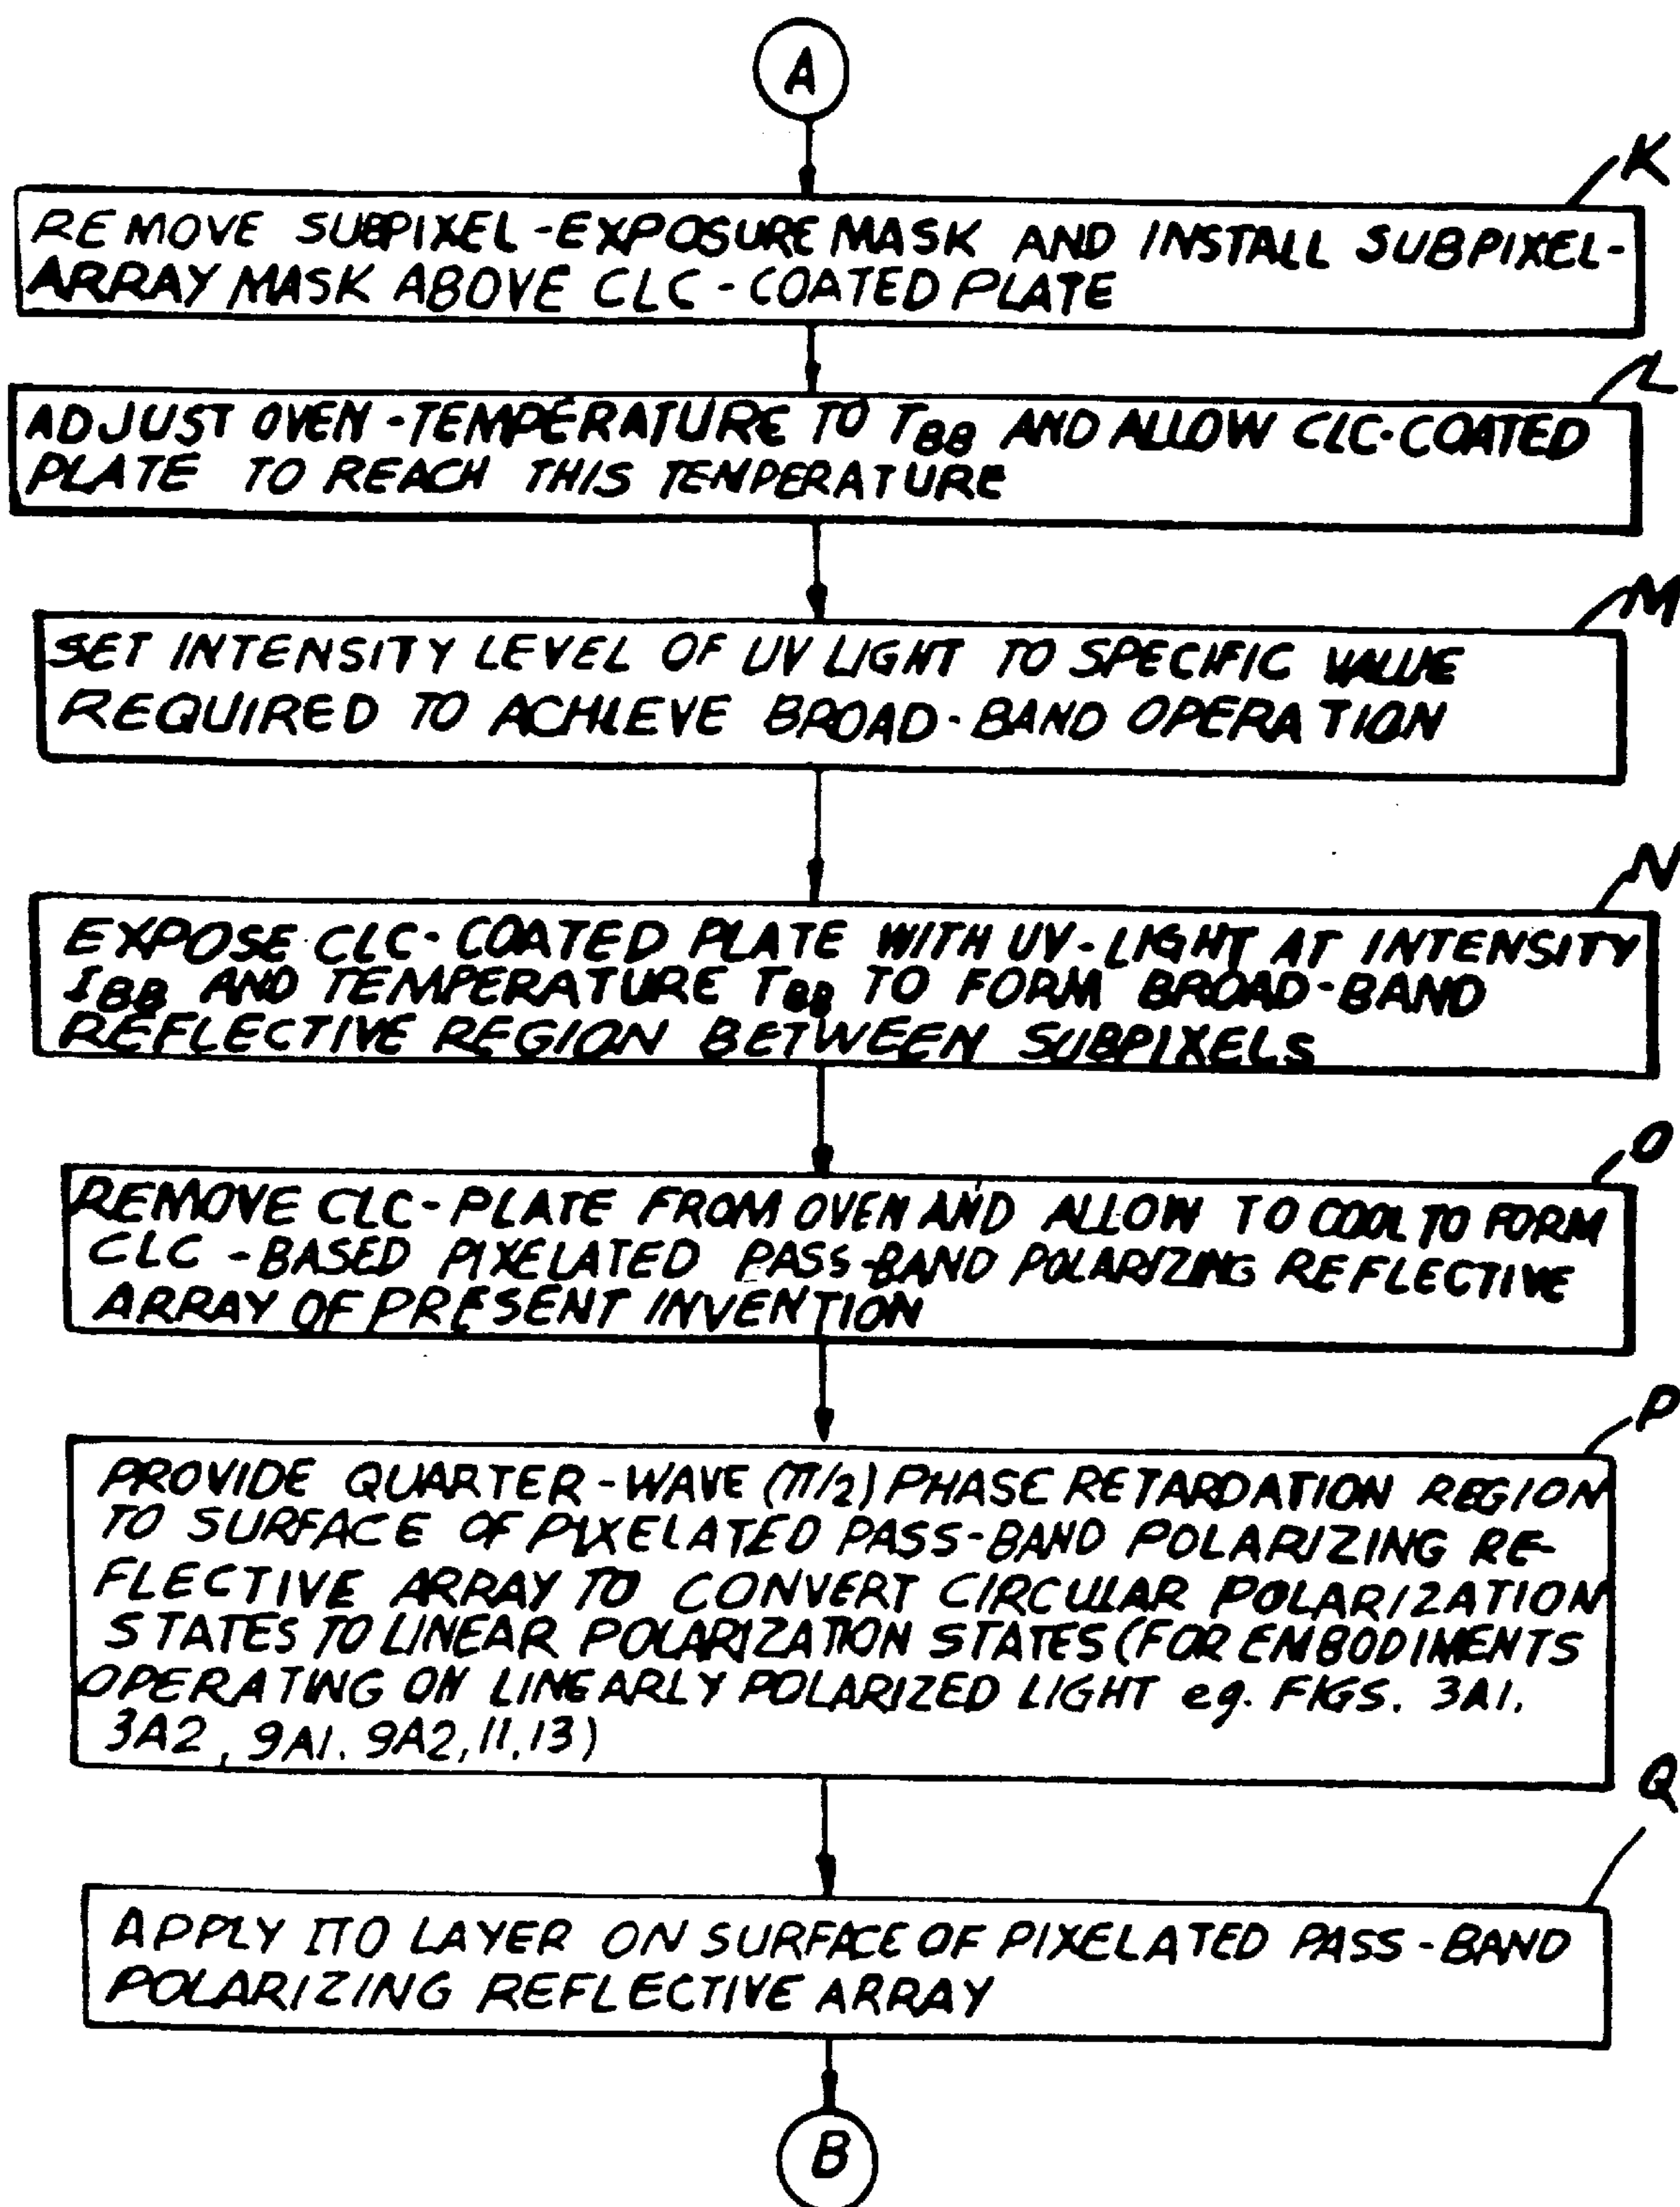 A
K
REMOVE SUBPIXEL-EXPOSURE MASK AND INSTALL SUBPIXEL-
ARRAY MASK ABOVE CLC-COATED PLATE
L
ADJUST OVEN-TEMPERATURE TO TBB AND ALLOW CLC-COATED
PLATE TO REACH THIS TEMPERATURE
M
SET INTENSITY LEVEL OF UV LIGHT TO SPECIFIC VALUE
REQUIRED TO ACHIEVE BROAD-BAND OPERATION
N
EXPOSE CLC-COATED PLATE WITH UV-LIGHT AT INTENSITY
IBB AND TEMPERATURE TBB TO FORM BROAD-BAND
REFLECTIVE REGION BETWEEN SUBPIXELS
O
REMOVE CLC-PLATE FROM OVEN AND ALLOW TO COOL TO FORM
CLC-BASED PIXELATED PASS-BAND POLARIZING REFLECTIVE
ARRAY OF PRESENT INVENTION
P
PROVIDE QUARTER-WAVE (π/2) PHASE RETARDATION REGION
TO SURFACE OF PIXELATED PASS-BAND POLARIZING RE-
FLECTIVE ARRAY TO CONVERT CIRCULAR POLARIZATION
STATES TO LINEAR POLARIZATION STATES (FOR EMBODIMENTS
OPERATING ON LINEARLY POLARIZED LIGHT eg. FIGS. 3A1.
3A2, 9A1. 9A2, 11, 13)
Q
APPLY ITO LAYER ON SURFACE OF PIXELATED PASS-BAND
POLARIZING REFLECTIVE ARRAY
B